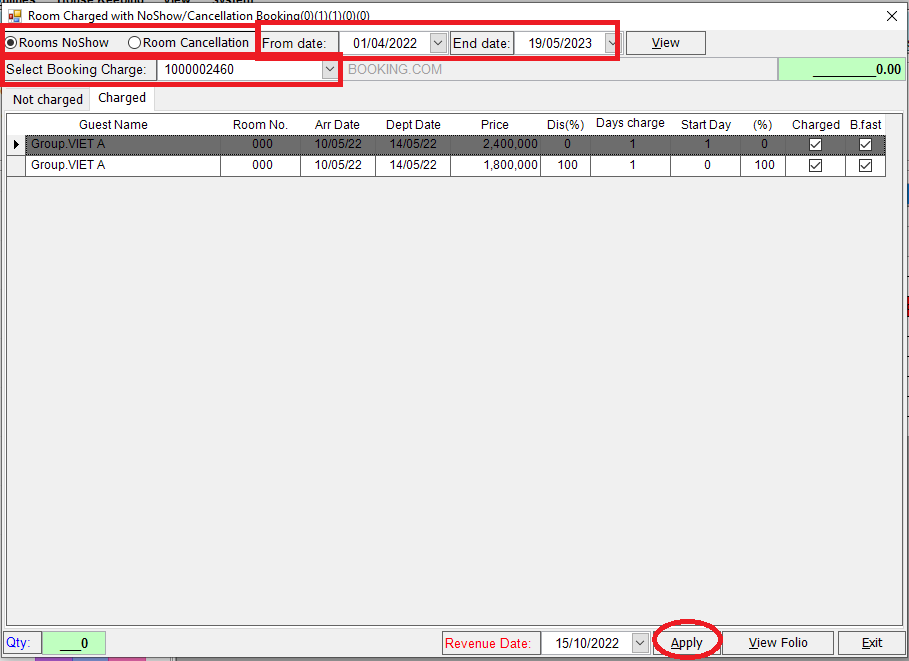 Room Charged with NoShow/Cancellation Booking(0)(1)(1)(0)(0)
Rooms NoShow Room Cancellation From date: 01/04/2022 End date: 19/05/2023 View
Select Booking Charge: 1000002460 BOOKING.COM 0.00
Not charged Charged
Guest Name Room No. Arr Date Dept Date Price Dis(%) Days charge Start Day (%) Charged B.fast
Group.VIET A 000 10/05/22 14/05/22 2,400,000 0 1 1 0
Group.VIET A 000 10/05/22 14/05/22 1,800,000 100 1 0 100
Qty: 0 Revenue Date: 15/10/2022 Apply View Folio Exit